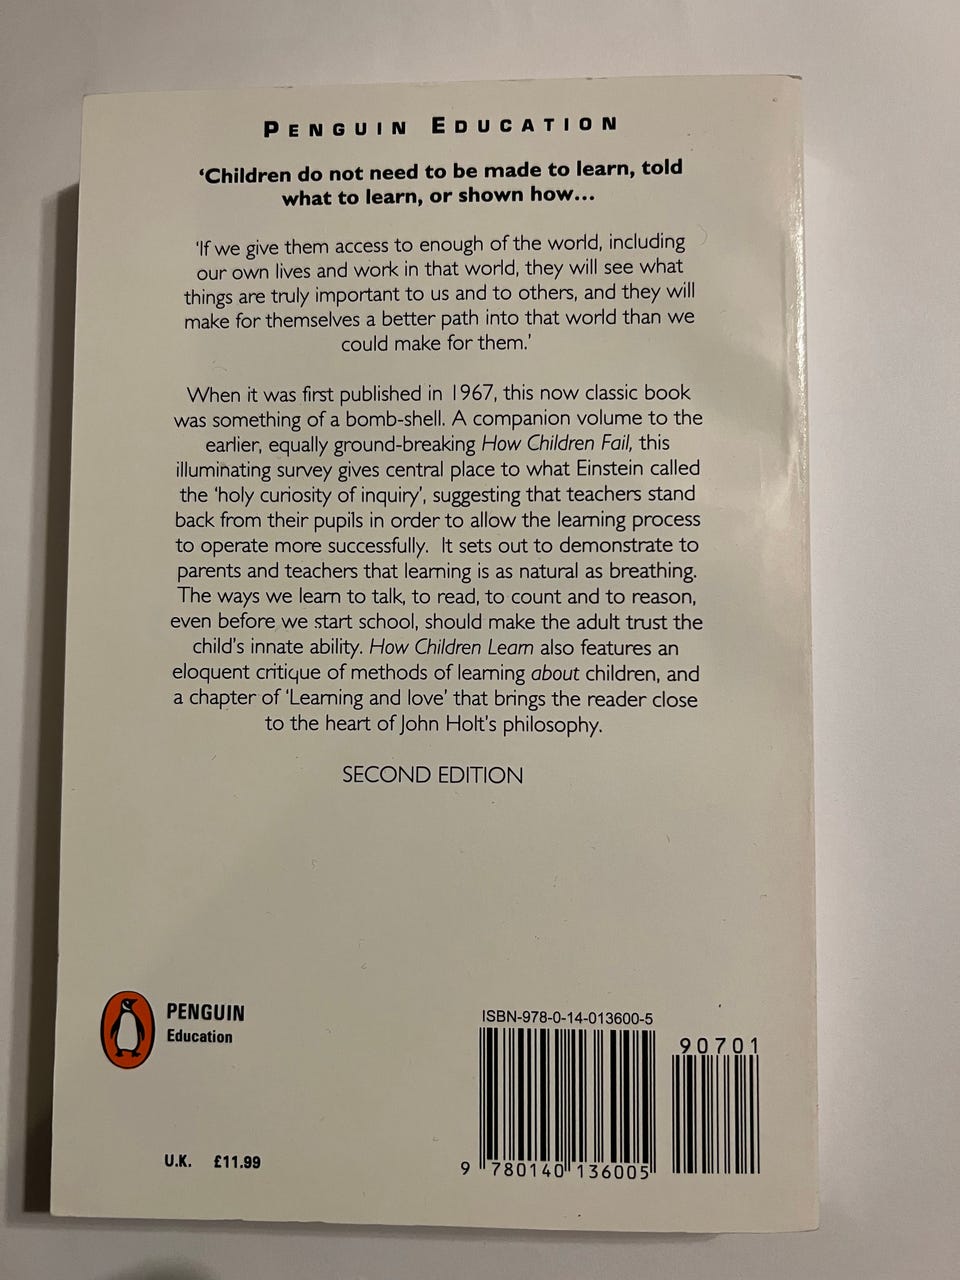 PENGUIN EDUCATION
‘Children do not need to be made to learn, told
what to learn, or shown how...
‘If we give them access to enough of the world, including
our own lives and work in that world, they will see what
things are truly important to us and to others, and they will
make for themselves a better path into that world than we
could make for them.’
When it was first published in 1967, this now classic book
was something of a bomb-shell. A companion volume to the
earlier, equally ground-breaking How Children Fail, this
illuminating survey gives central place to what Einstein called
the ‘holy curiosity of inquiry’, suggesting that teachers stand
back from their pupils in order to allow the learning process
to operate more successfully. It sets out to demonstrate to
parents and teachers that learning is as natural as breathing.
The ways we learn to talk, to read, to count and to reason,
even before we start school, should make the adult trust the
child’s innate ability. How Children Learn also features an
eloquent critique of methods of learning about children, and
a chapter of ‘Learning and love’ that brings the reader close
to the heart of John Holt’s philosophy.
SECOND EDITION
PENGUIN
Education
ISBN-978-0-14-013600-5
90701
9 780140 136005
U.K. £11.99